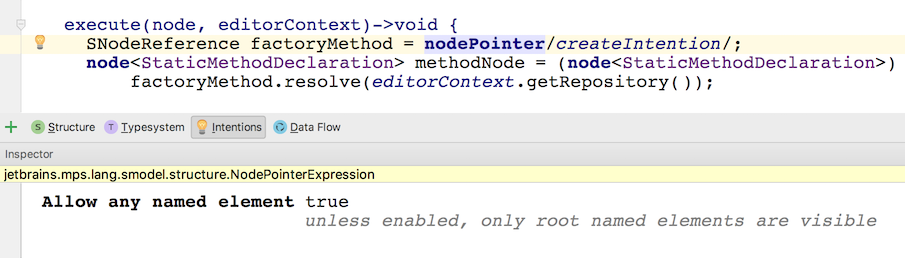 execute(node, editorContext)->void {
SNodeReference factoryMethod = nodePointer/createIntention/;
node<StaticMethodDeclaration> methodNode = (node<StaticMethodDeclaration>)
factoryMethod.resolve(editorContext.getRepository());
+ S Structure T Typesystem Intentions Data Flow
Inspector
jetbrains.mps.lang.smodel.structure.NodePointerExpression
Allow any named element true
unless enabled, only root named elements are visible